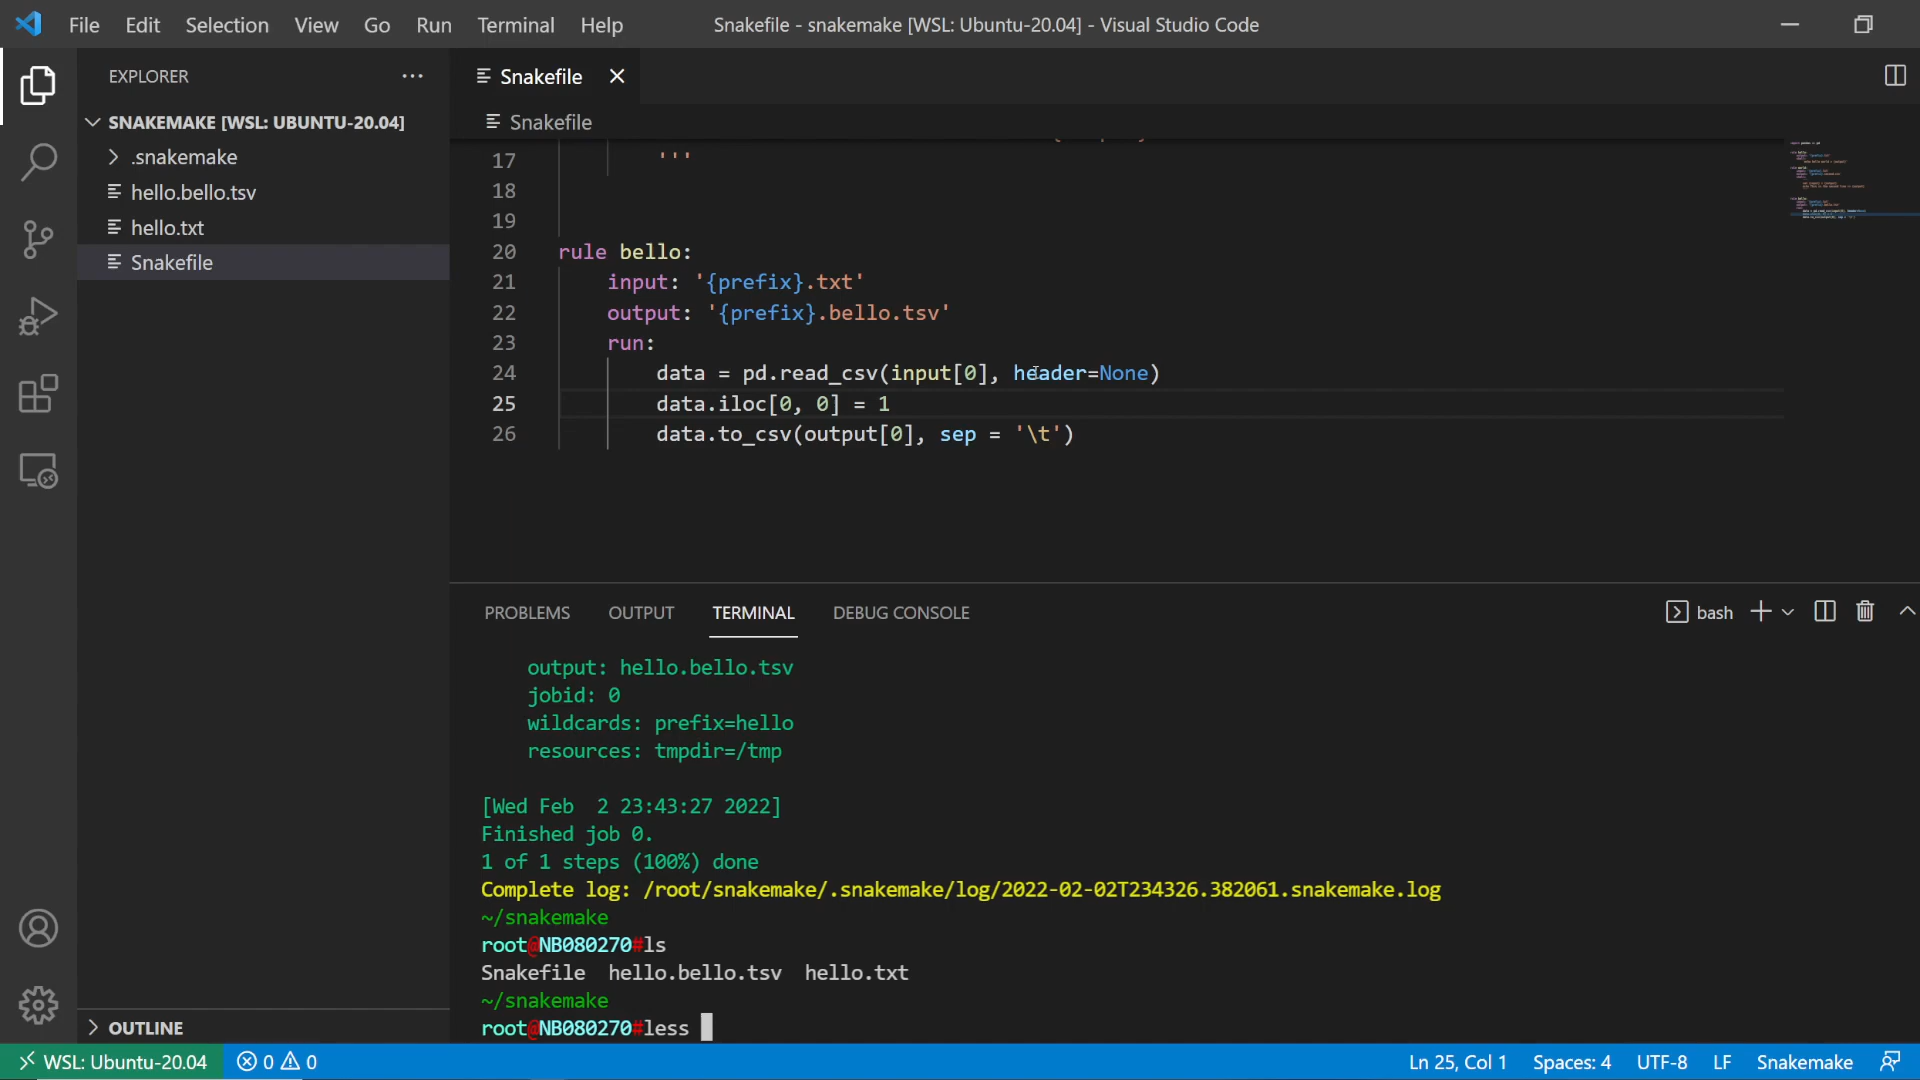 File Edit Selection View Go Run Terminal Help Snakefile - snakemake [WSL: Ubuntu-20.04] - Visual Studio Code
EXPLORER ···
SNAKEMAKE [WSL: UBUNTU-20.04]
.snakemake
hello.bello.tsv
hello.txt
Snakefile
OUTLINE
Snakefile
Snakefile
17 '''
18
19
20 rule bello:
21 input: '{prefix}.txt'
22 output: '{prefix}.bello.tsv'
23 run:
24 data = pd.read_csv(input[0], header=None)
25 data.iloc[0, 0] = 1
26 data.to_csv(output[0], sep = '\t')
PROBLEMS OUTPUT TERMINAL DEBUG CONSOLE bash
output: hello.bello.tsv
jobid: 0
wildcards: prefix=hello
resources: tmpdir=/tmp
[Wed Feb  2 23:43:27 2022]
Finished job 0.
1 of 1 steps (100%) done
Complete log: /root/snakemake/.snakemake/log/2022-02-02T234326.382061.snakemake.log
~/snakemake
root@NB080270#ls
Snakefile  hello.bello.tsv  hello.txt
~/snakemake
root@NB080270#less
WSL: Ubuntu-20.04 0 0 Ln 25, Col 1 Spaces: 4 UTF-8 LF Snakemake